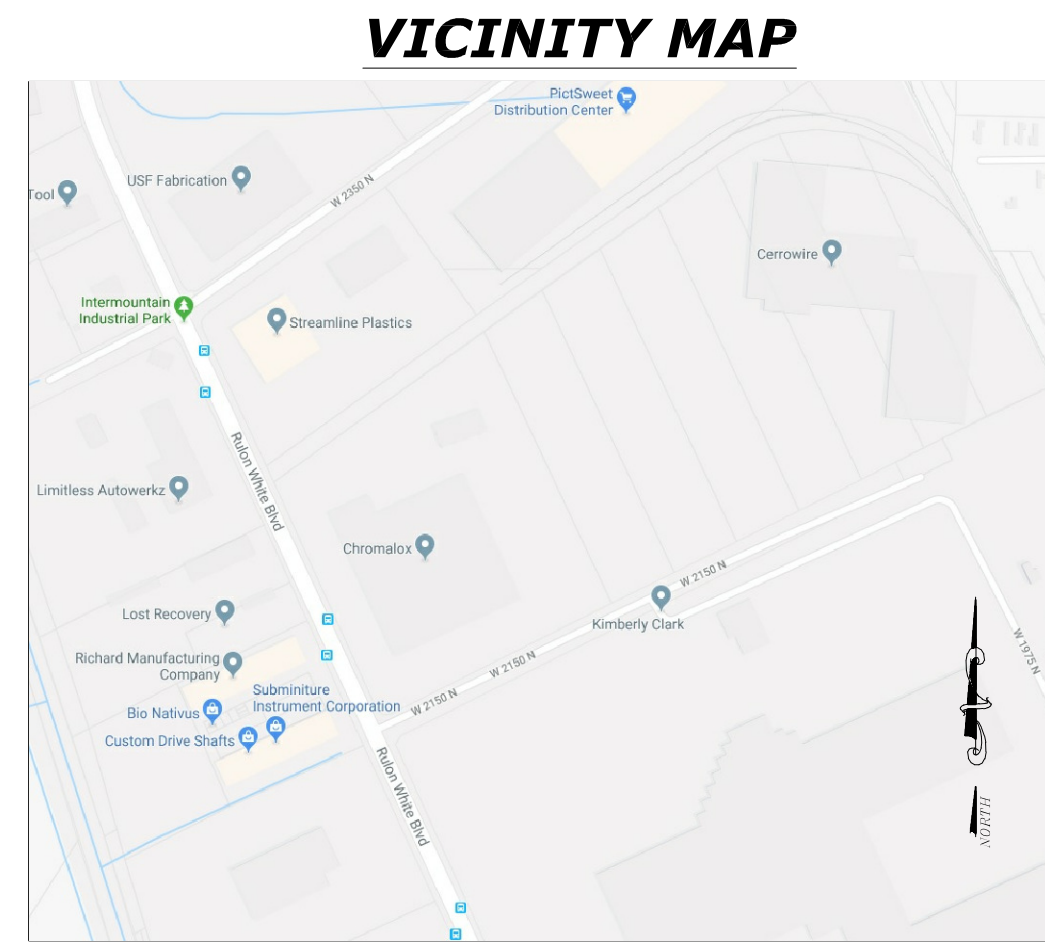 VICINITY MAP
PictSweet
Distribution Center
USF Fabrication
Tool
W 2350 N
Cerrowire
Intermountain
Industrial Park
Streamline Plastics
Rulon White Blvd
Limitless Autowerkz
Chromalox
W 2150 N
Kimberly Clark
Lost Recovery
W 1975 N
Richard Manufacturing
Company
W 2150 N
Subminiture
Instrument Corporation
W 2150 N
Bio Nativus
Custom Drive Shafts
Rulon White Blvd
NORTH